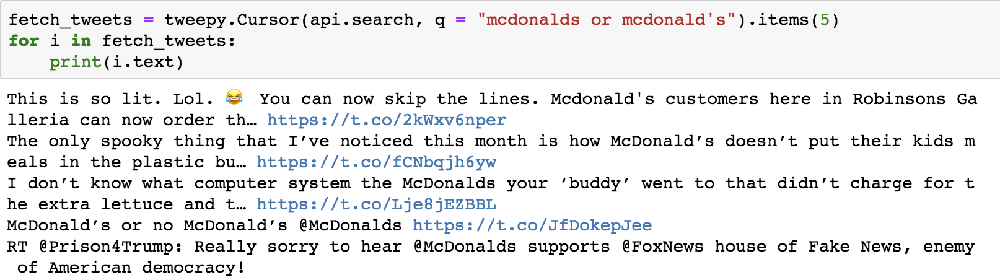 fetch_tweets = tweepy.Cursor(api.search, q = "mcdonalds or mcdonald's").items(5)
for i in fetch_tweets:
    print(i.text)
This is so lit. Lol. 😂 You can now skip the lines. Mcdonald's customers here in Robinsons Ga
lleria can now order th… https://t.co/2kWxv6nper
The only spooky thing that I’ve noticed this month is how McDonald’s doesn’t put their kids m
eals in the plastic bu… https://t.co/fCNbqjh6yw
I don’t know what computer system the McDonalds your ‘buddy’ went to that didn’t charge for t
he extra lettuce and t… https://t.co/Lje8jEZBBL
McDonald’s or no McDonald’s @McDonalds https://t.co/JfDokepJee
RT @Prison4Trump: Really sorry to hear @McDonalds supports @FoxNews house of Fake News, enemy
 of American democracy!